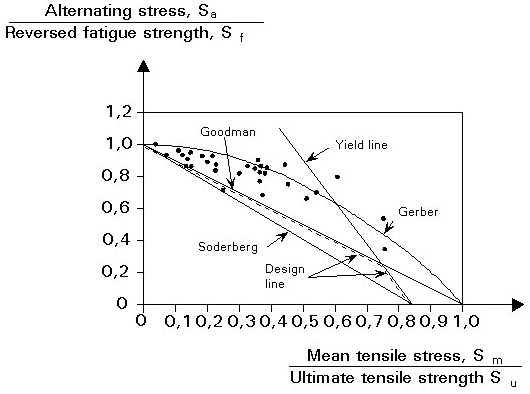 Alternating stress, Sa
Reversed fatigue strength, S f
1,2
1,0
0,8
0,6
0,4
0,2
0
Goodman
Yield line
Gerber
Soderberg
Design
line
0 0,1 0,2 0,3 0,4 0,5 0,6 0,7 0,8 0,9 1,0
Mean tensile stress, S m
Ultimate tensile strength S u